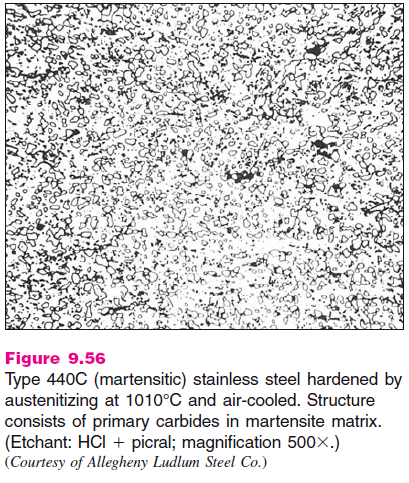 Figure 9.56
Type 440C (martensitic) stainless steel hardened by
austenitizing at 1010°C and air-cooled. Structure
consists of primary carbides in martensite matrix.
(Etchant: HCl + picral; magnification 500×.)
(Courtesy of Allegheny Ludlum Steel Co.)